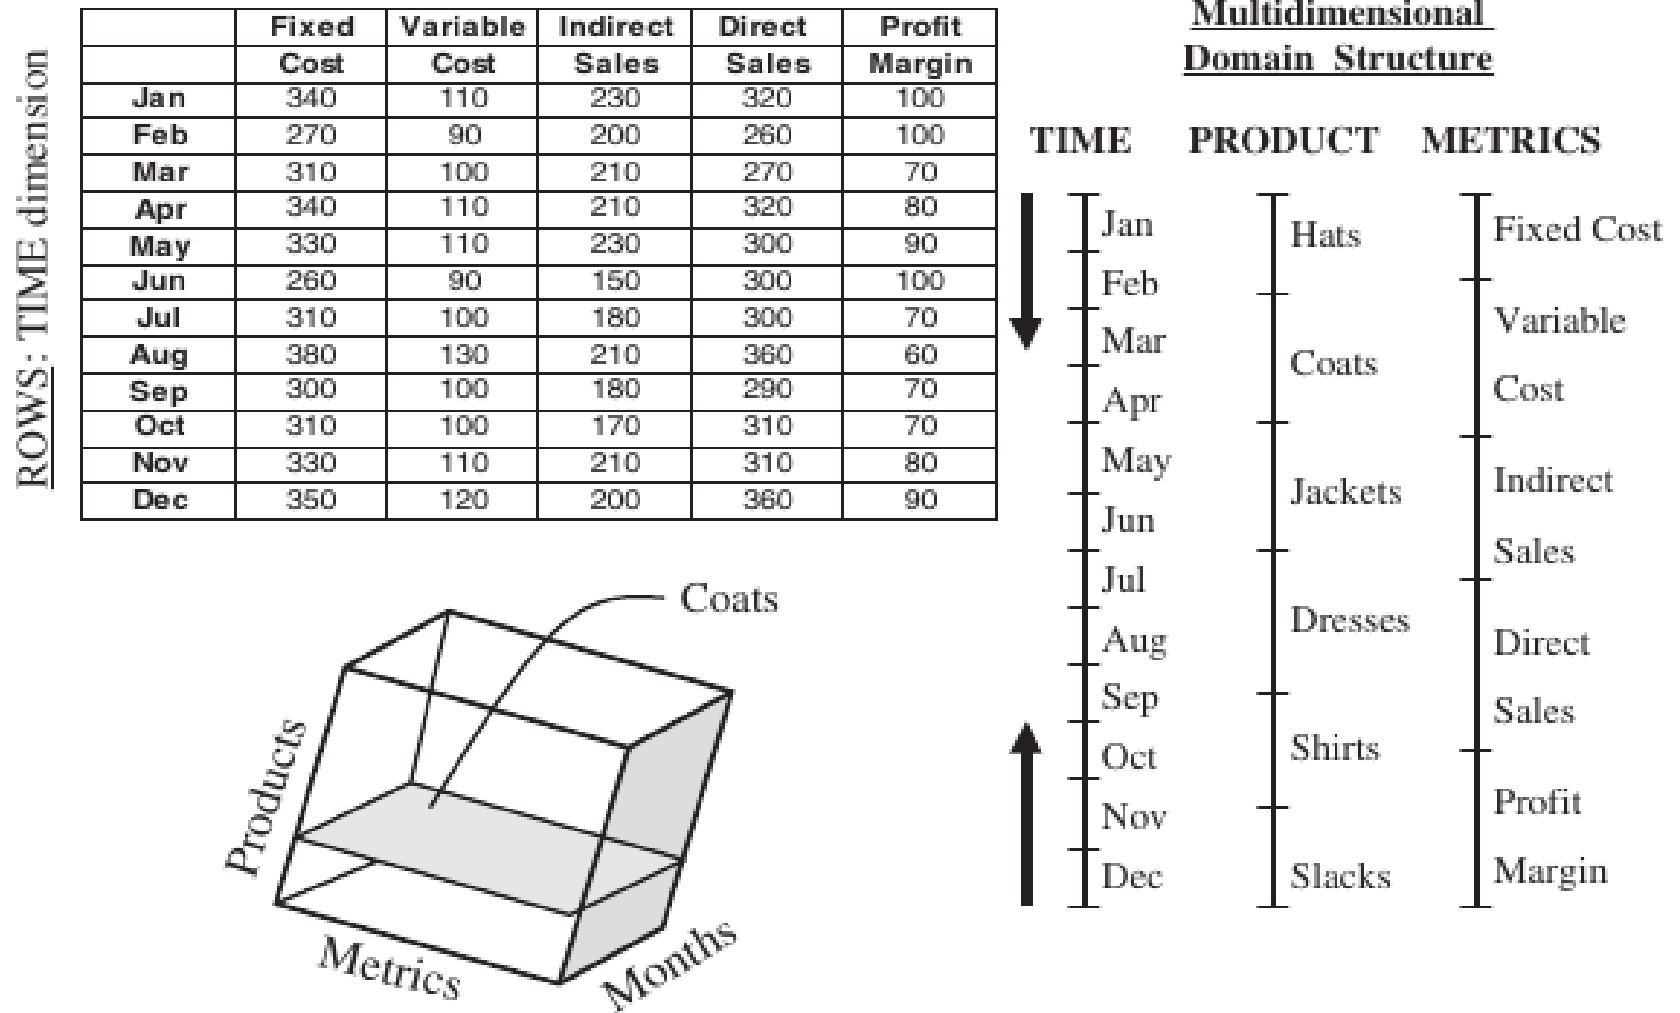 ROWS: TIME dimension
Fixed Variable Indirect Direct Profit
Cost Cost Sales Sales Margin
Jan 340 110 230 320 100
Feb 270 90 200 260 100
Mar 310 100 210 270 70
Apr 340 110 210 320 80
May 330 110 230 300 90
Jun 260 90 150 300 100
Jul 310 100 180 300 70
Aug 380 130 210 360 60
Sep 300 100 180 290 70
Oct 310 100 170 310 70
Nov 330 110 210 310 80
Dec 350 120 200 360 90
Multidimensional
Domain Structure
TIME PRODUCT METRICS
Jan
Feb
Mar
Apr
May
Jun
Jul
Aug
Sep
Oct
Nov
Dec
Hats
Coats
Jackets
Dresses
Shirts
Slacks
Fixed Cost
Variable
Cost
Indirect
Sales
Direct
Sales
Profit
Margin
Coats
Products
Metrics
Months